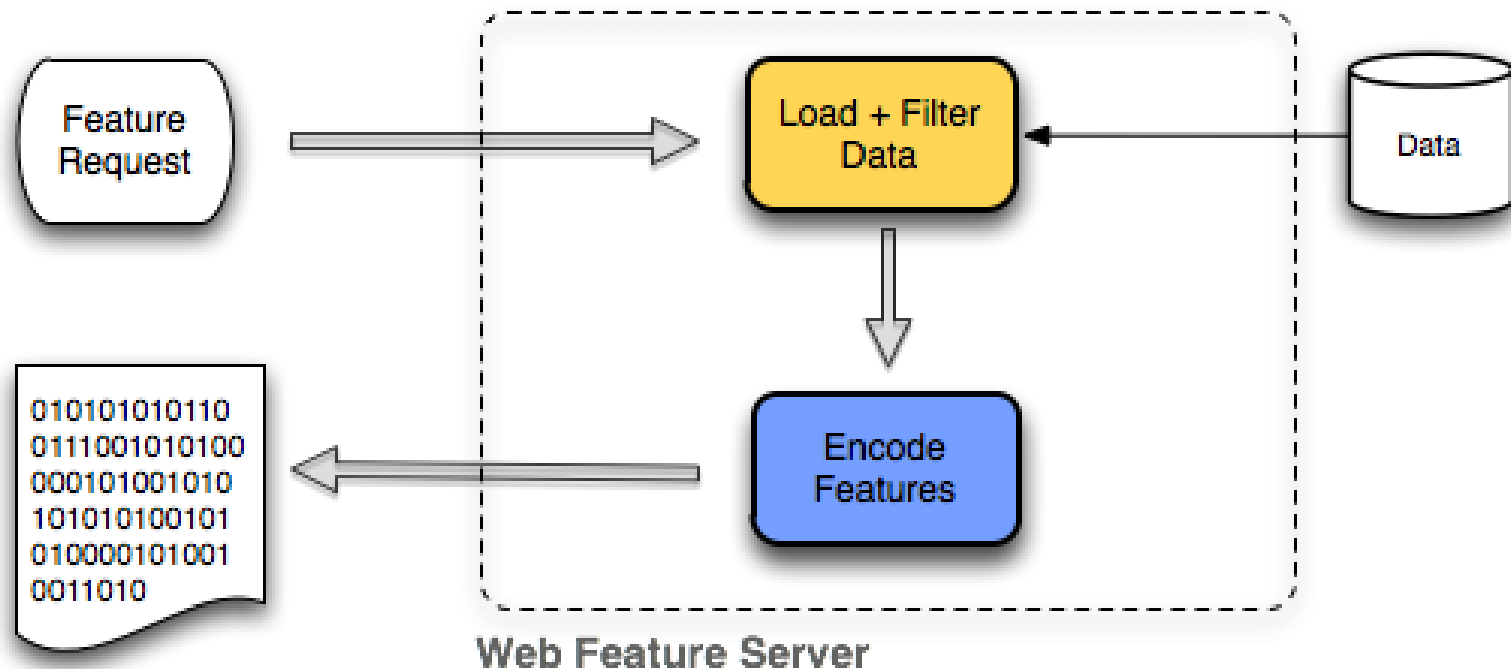 Feature
Request
Load + Filter
Data
Data
010101010110
0111001010100
000101001010
101010100101
010000101001
0011010
Encode
Features
Web Feature Server